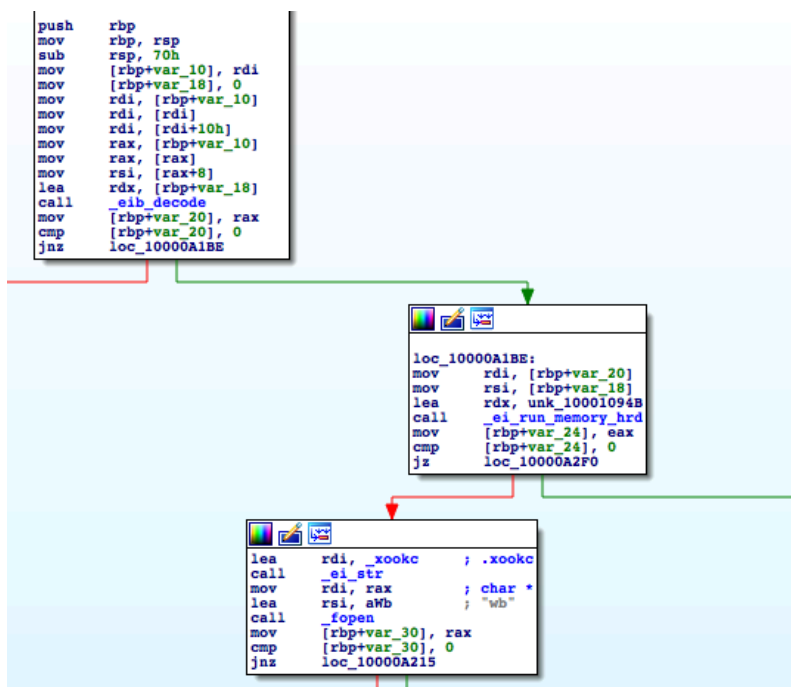 push rbp
mov rbp, rsp
sub rsp, 70h
mov [rbp+var_10], rdi
mov [rbp+var_18], 0
mov rdi, [rbp+var_10]
mov rdi, [rdi]
mov rdi, [rdi+10h]
mov rax, [rbp+var_10]
mov rax, [rax]
mov rsi, [rax+8]
lea rdx, [rbp+var_18]
call _eib_decode
mov [rbp+var_20], rax
cmp [rbp+var_20], 0
jnz loc_10000A1BE
loc_10000A1BE:
mov rdi, [rbp+var_20]
mov rsi, [rbp+var_18]
lea rdx, unk_10001094B
call _ei_run_memory_hrd
mov [rbp+var_24], eax
cmp [rbp+var_24], 0
jz loc_10000A2F0
lea rdi, _xookc ; .xookc
call _ei_str
mov rdi, rax ; char *
lea rsi, aWb ; "wb"
call _fopen
mov [rbp+var_30], rax
cmp [rbp+var_30], 0
jnz loc_10000A215